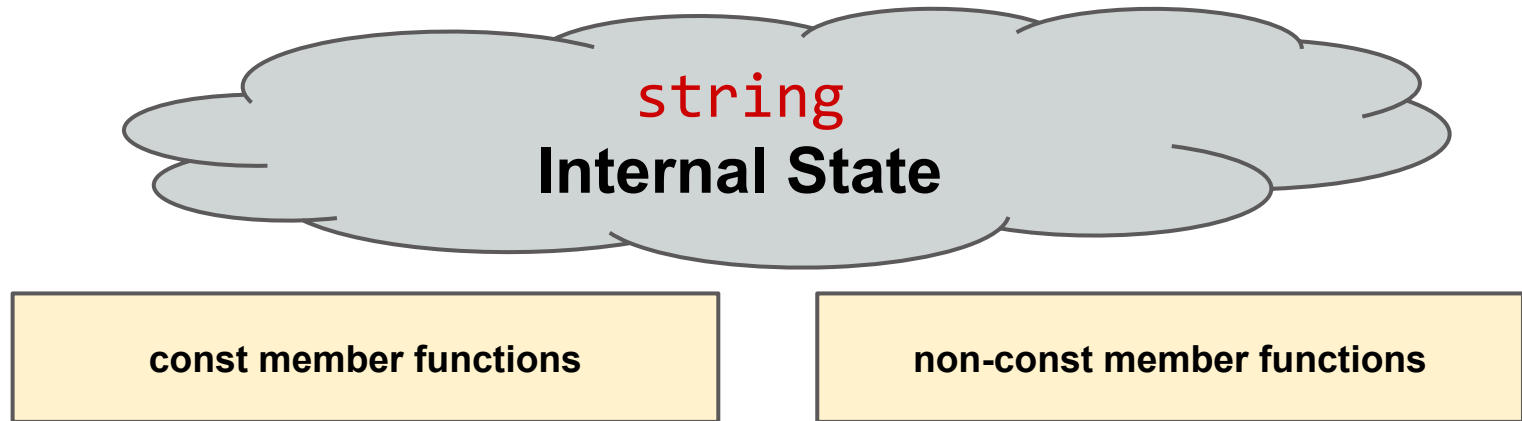 string
Internal State
const member functions
non-const member functions